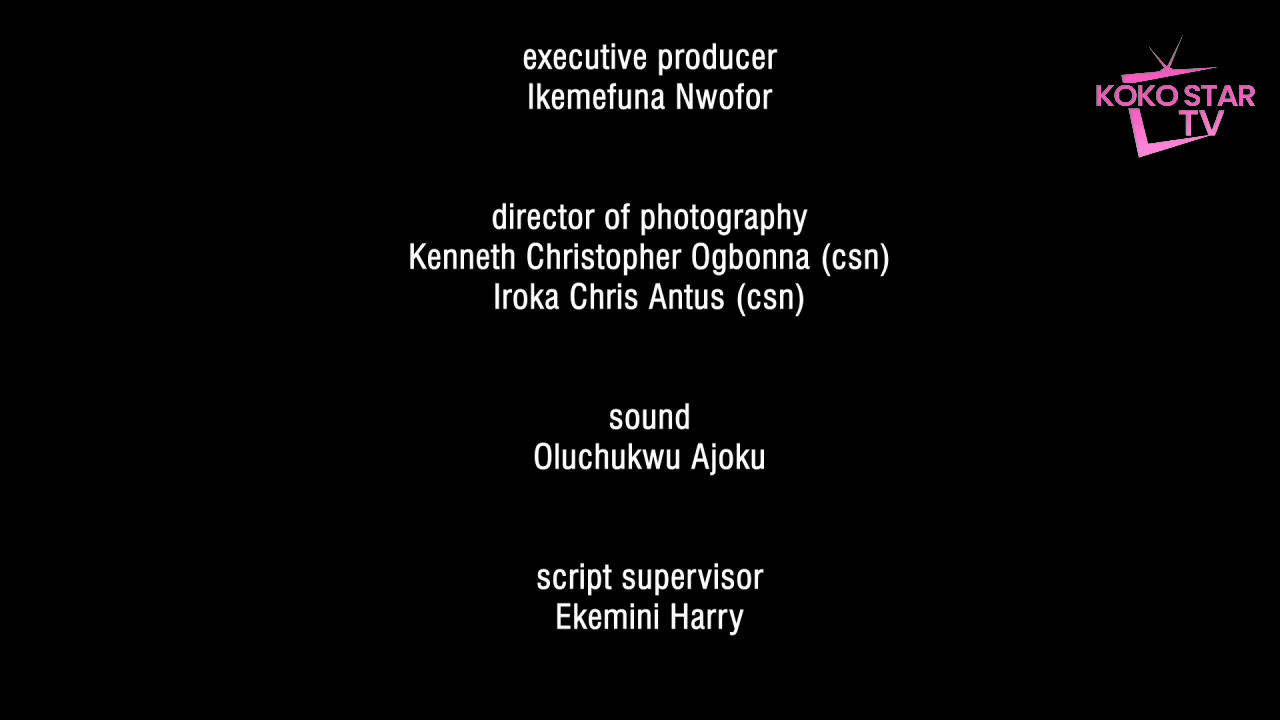 executive producer
Ikemefuna Nwofor
KOKO STAR
TV
director of photography
Kenneth Christopher Ogbonna (csn)
Iroka Chris Antus (csn)
sound
Oluchukwu Ajoku
script supervisor
Ekemini Harry